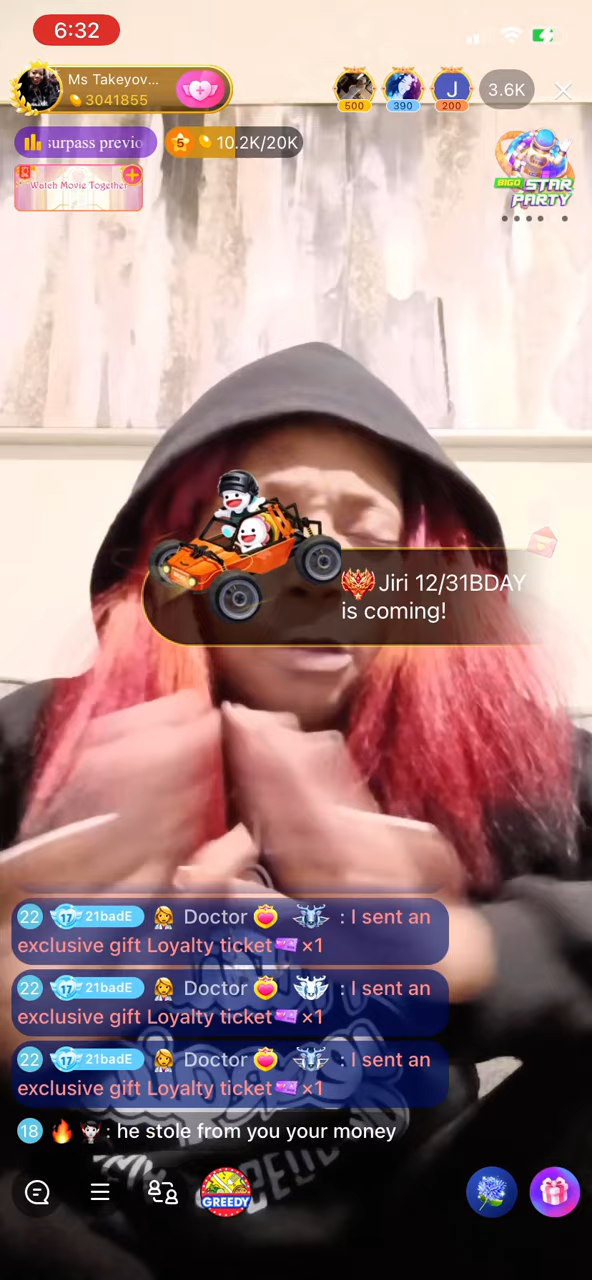 6:32
Ms Takeyov...
3041855
500
390
J
200
3.6K
surpass previo
5
10.2K/20K
Watch Movie Together
BIGO STAR
PARTY
Jiri 12/31BDAY
is coming!
22 17 21badE Doctor : I sent an
exclusive gift Loyalty ticket ×1
22 17 21badE Doctor : I sent an
exclusive gift Loyalty ticket ×1
22 17 21badE Doctor : I sent an
exclusive gift Loyalty ticket ×1
18 : he stole from you your money
GREEDY